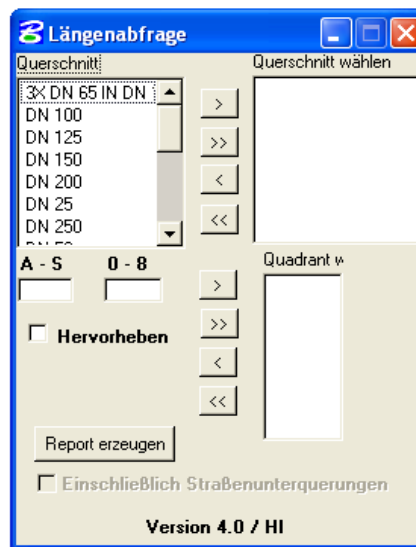 Längenabfrage
Querschnitt
Querschnitt wählen
3X DN 65 IN DN
DN 100
DN 125
DN 150
DN 200
DN 25
DN 250
>
>>
<
<<
A - S
0 - 8
Quadrant w
>
>>
<
<<
Hervorheben
Report erzeugen
Einschließlich Straßenunterquerungen
Version 4.0 / HI